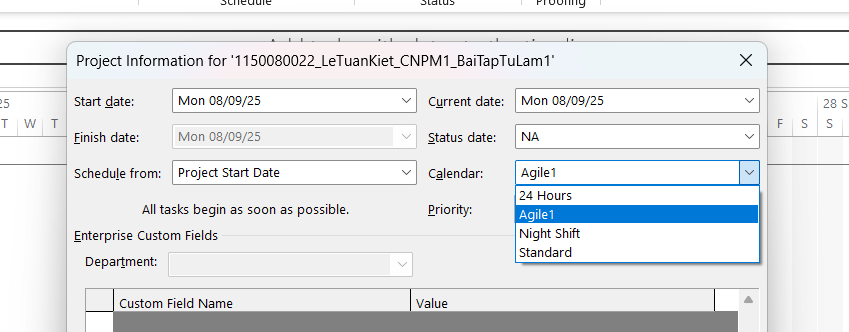 Schedule
Status
Proofing
Project Information for '1150080022_LeTuanKiet_CNPM1_BaiTapTuLam1'
Start date: Mon 08/09/25 Current date: Mon 08/09/25
25 28 S
T W T F S S
Finish date: Mon 08/09/25 Status date: NA
Schedule from: Project Start Date Calendar: Agile1
24 Hours
All tasks begin as soon as possible. Priority: Agile1
Night Shift
Enterprise Custom Fields
Standard
Department:
Custom Field Name Value